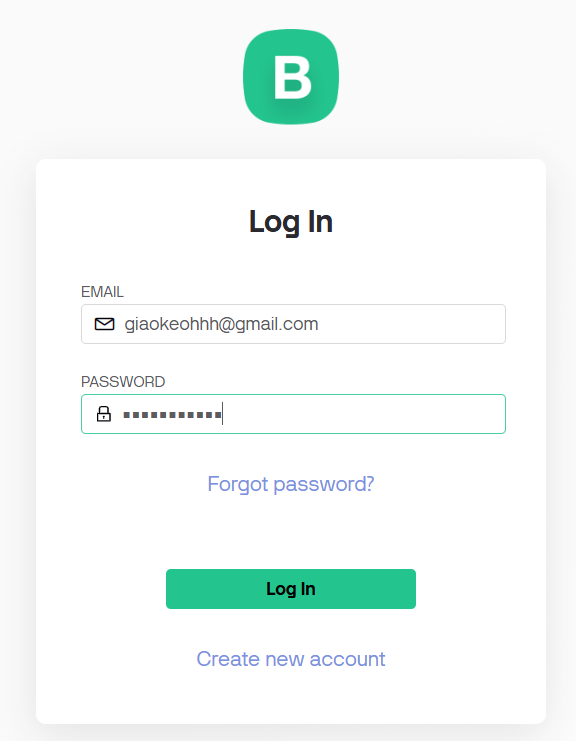 B
Log In
EMAIL
giaokeohhh@gmail.com
PASSWORD
Forgot password?
Log In
Create new account